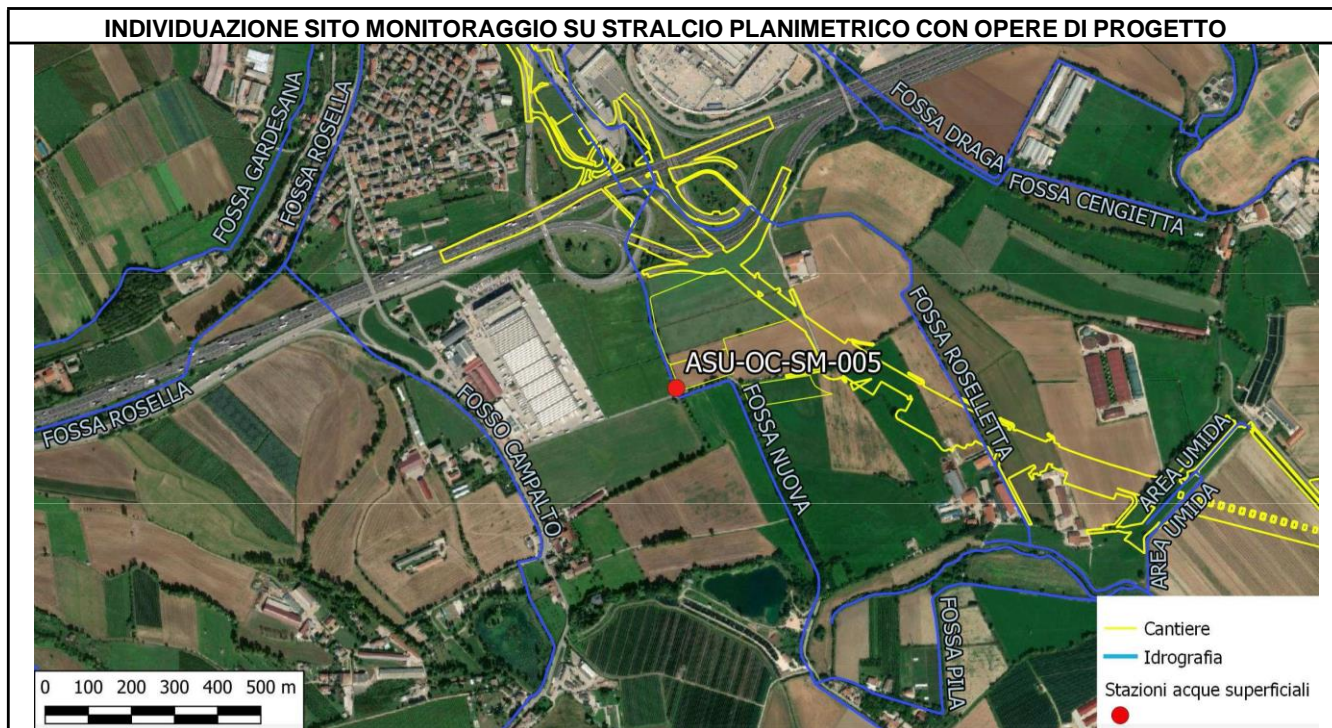 INDIVIDUAZIONE SITO MONITORAGGIO SU STRALCIO PLANIMETRICO CON OPERE DI PROGETTO
FOSSA GARDESANA
FOSSA ROSELLA
FOSSA DRAGA
FOSSA CENGIETTA
FOSSA ROSELLETTA
ASU-OC-SM-005
FOSSA ROSELLA
FOSSO CAMPALTO
FOSSA NUOVA
AREA UMIDA
AREA UMIDA
FOSSA PILA
Cantiere
Idrografia
Stazioni acque superficiali
0 100 200 300 400 500 m